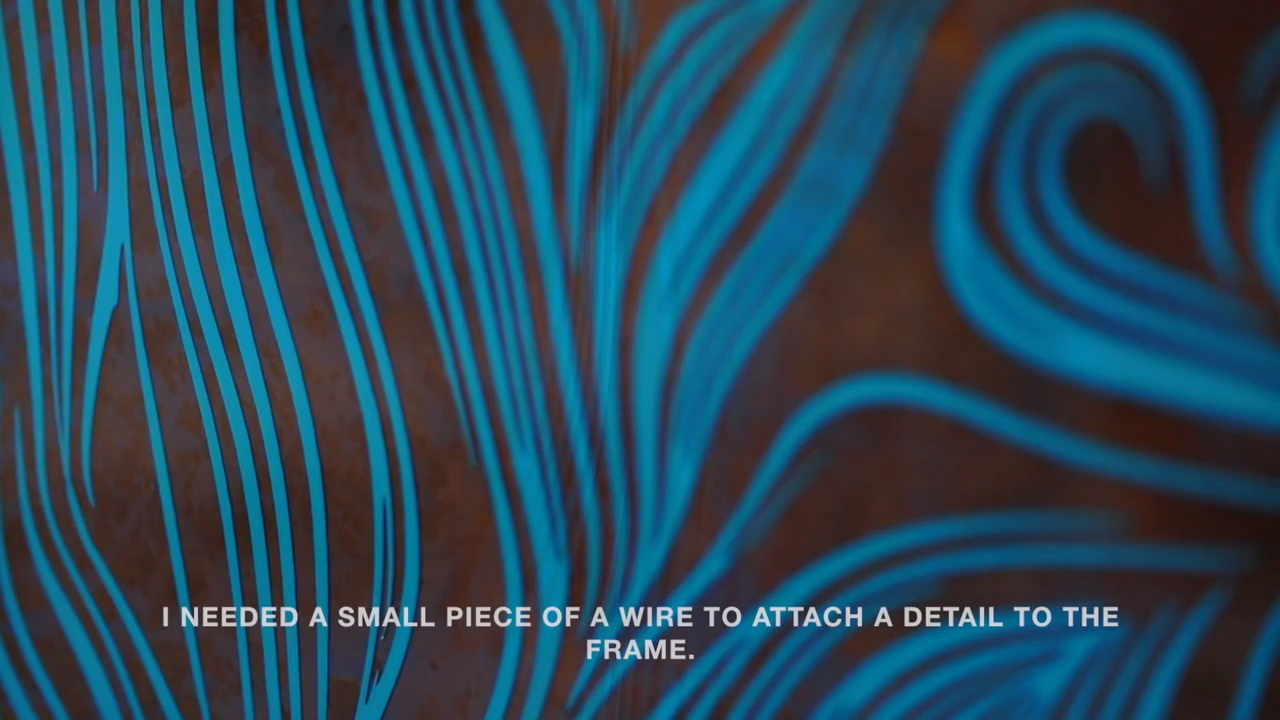 I NEEDED A SMALL PIECE OF A WIRE TO ATTACH A DETAIL TO THE
FRAME.